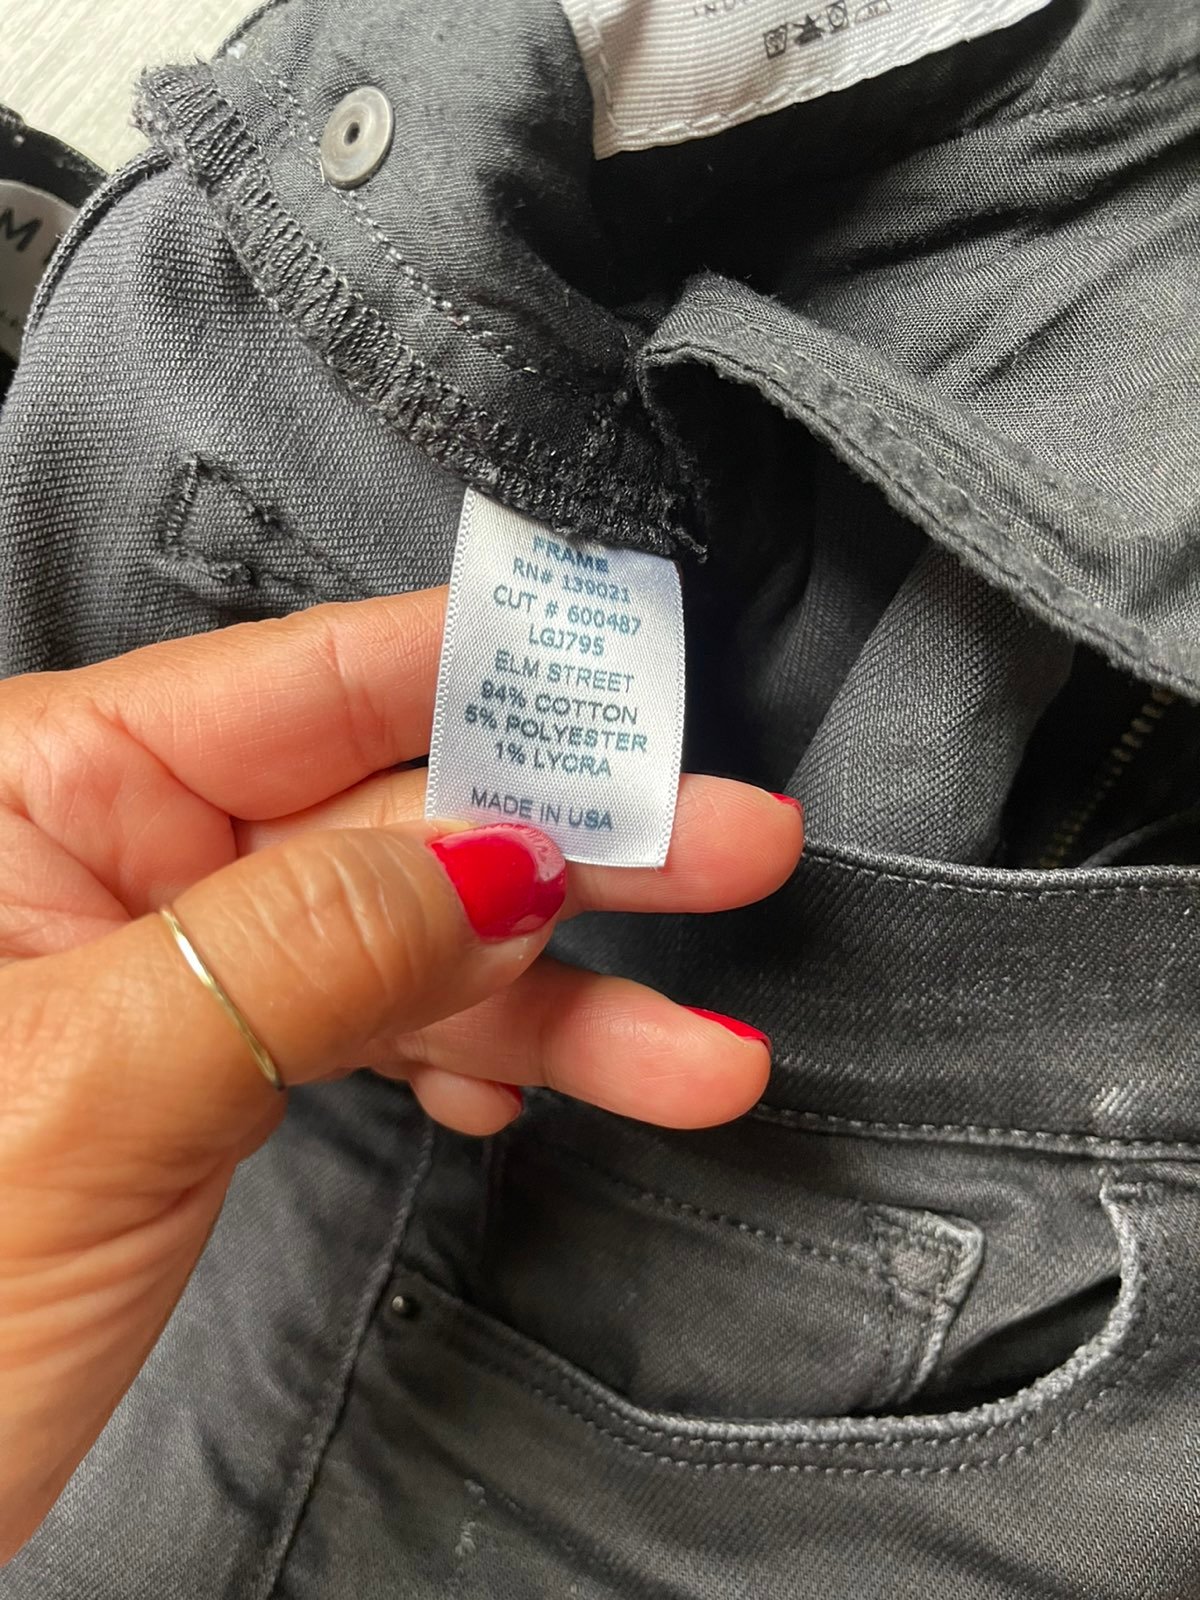 FRAME
RN# 139021
CUT # 600487
LGJ795
ELM STREET
94% COTTON
5% POLYESTER
1% LYCRA
MADE IN USA
M